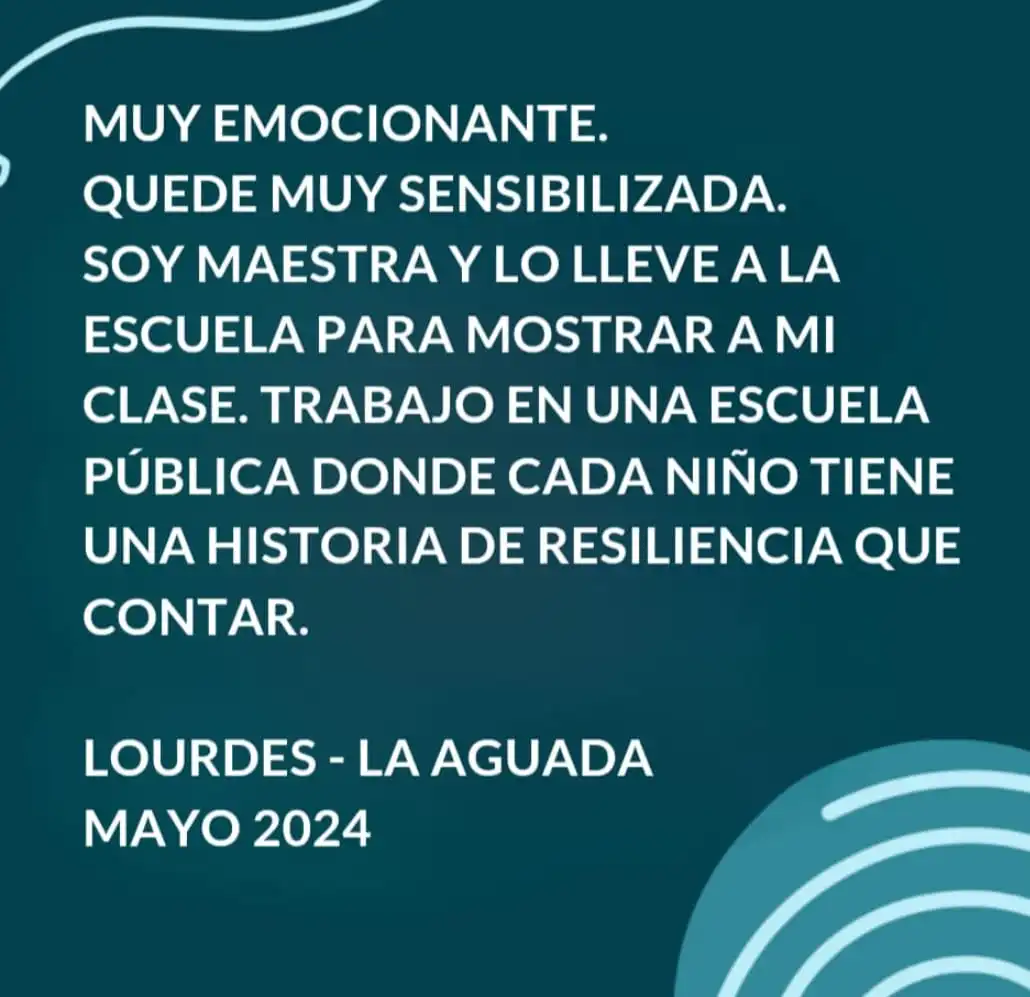 MUY EMOCIONANTE.
QUEDE MUY SENSIBILIZADA.
SOY MAESTRA Y LO LLEVE A LA
ESCUELA PARA MOSTRAR A MI
CLASE. TRABAJO EN UNA ESCUELA
PÚBLICA DONDE CADA NIÑO TIENE
UNA HISTORIA DE RESILIENCIA QUE
CONTAR.
LOURDES - LA AGUADA
MAYO 2024